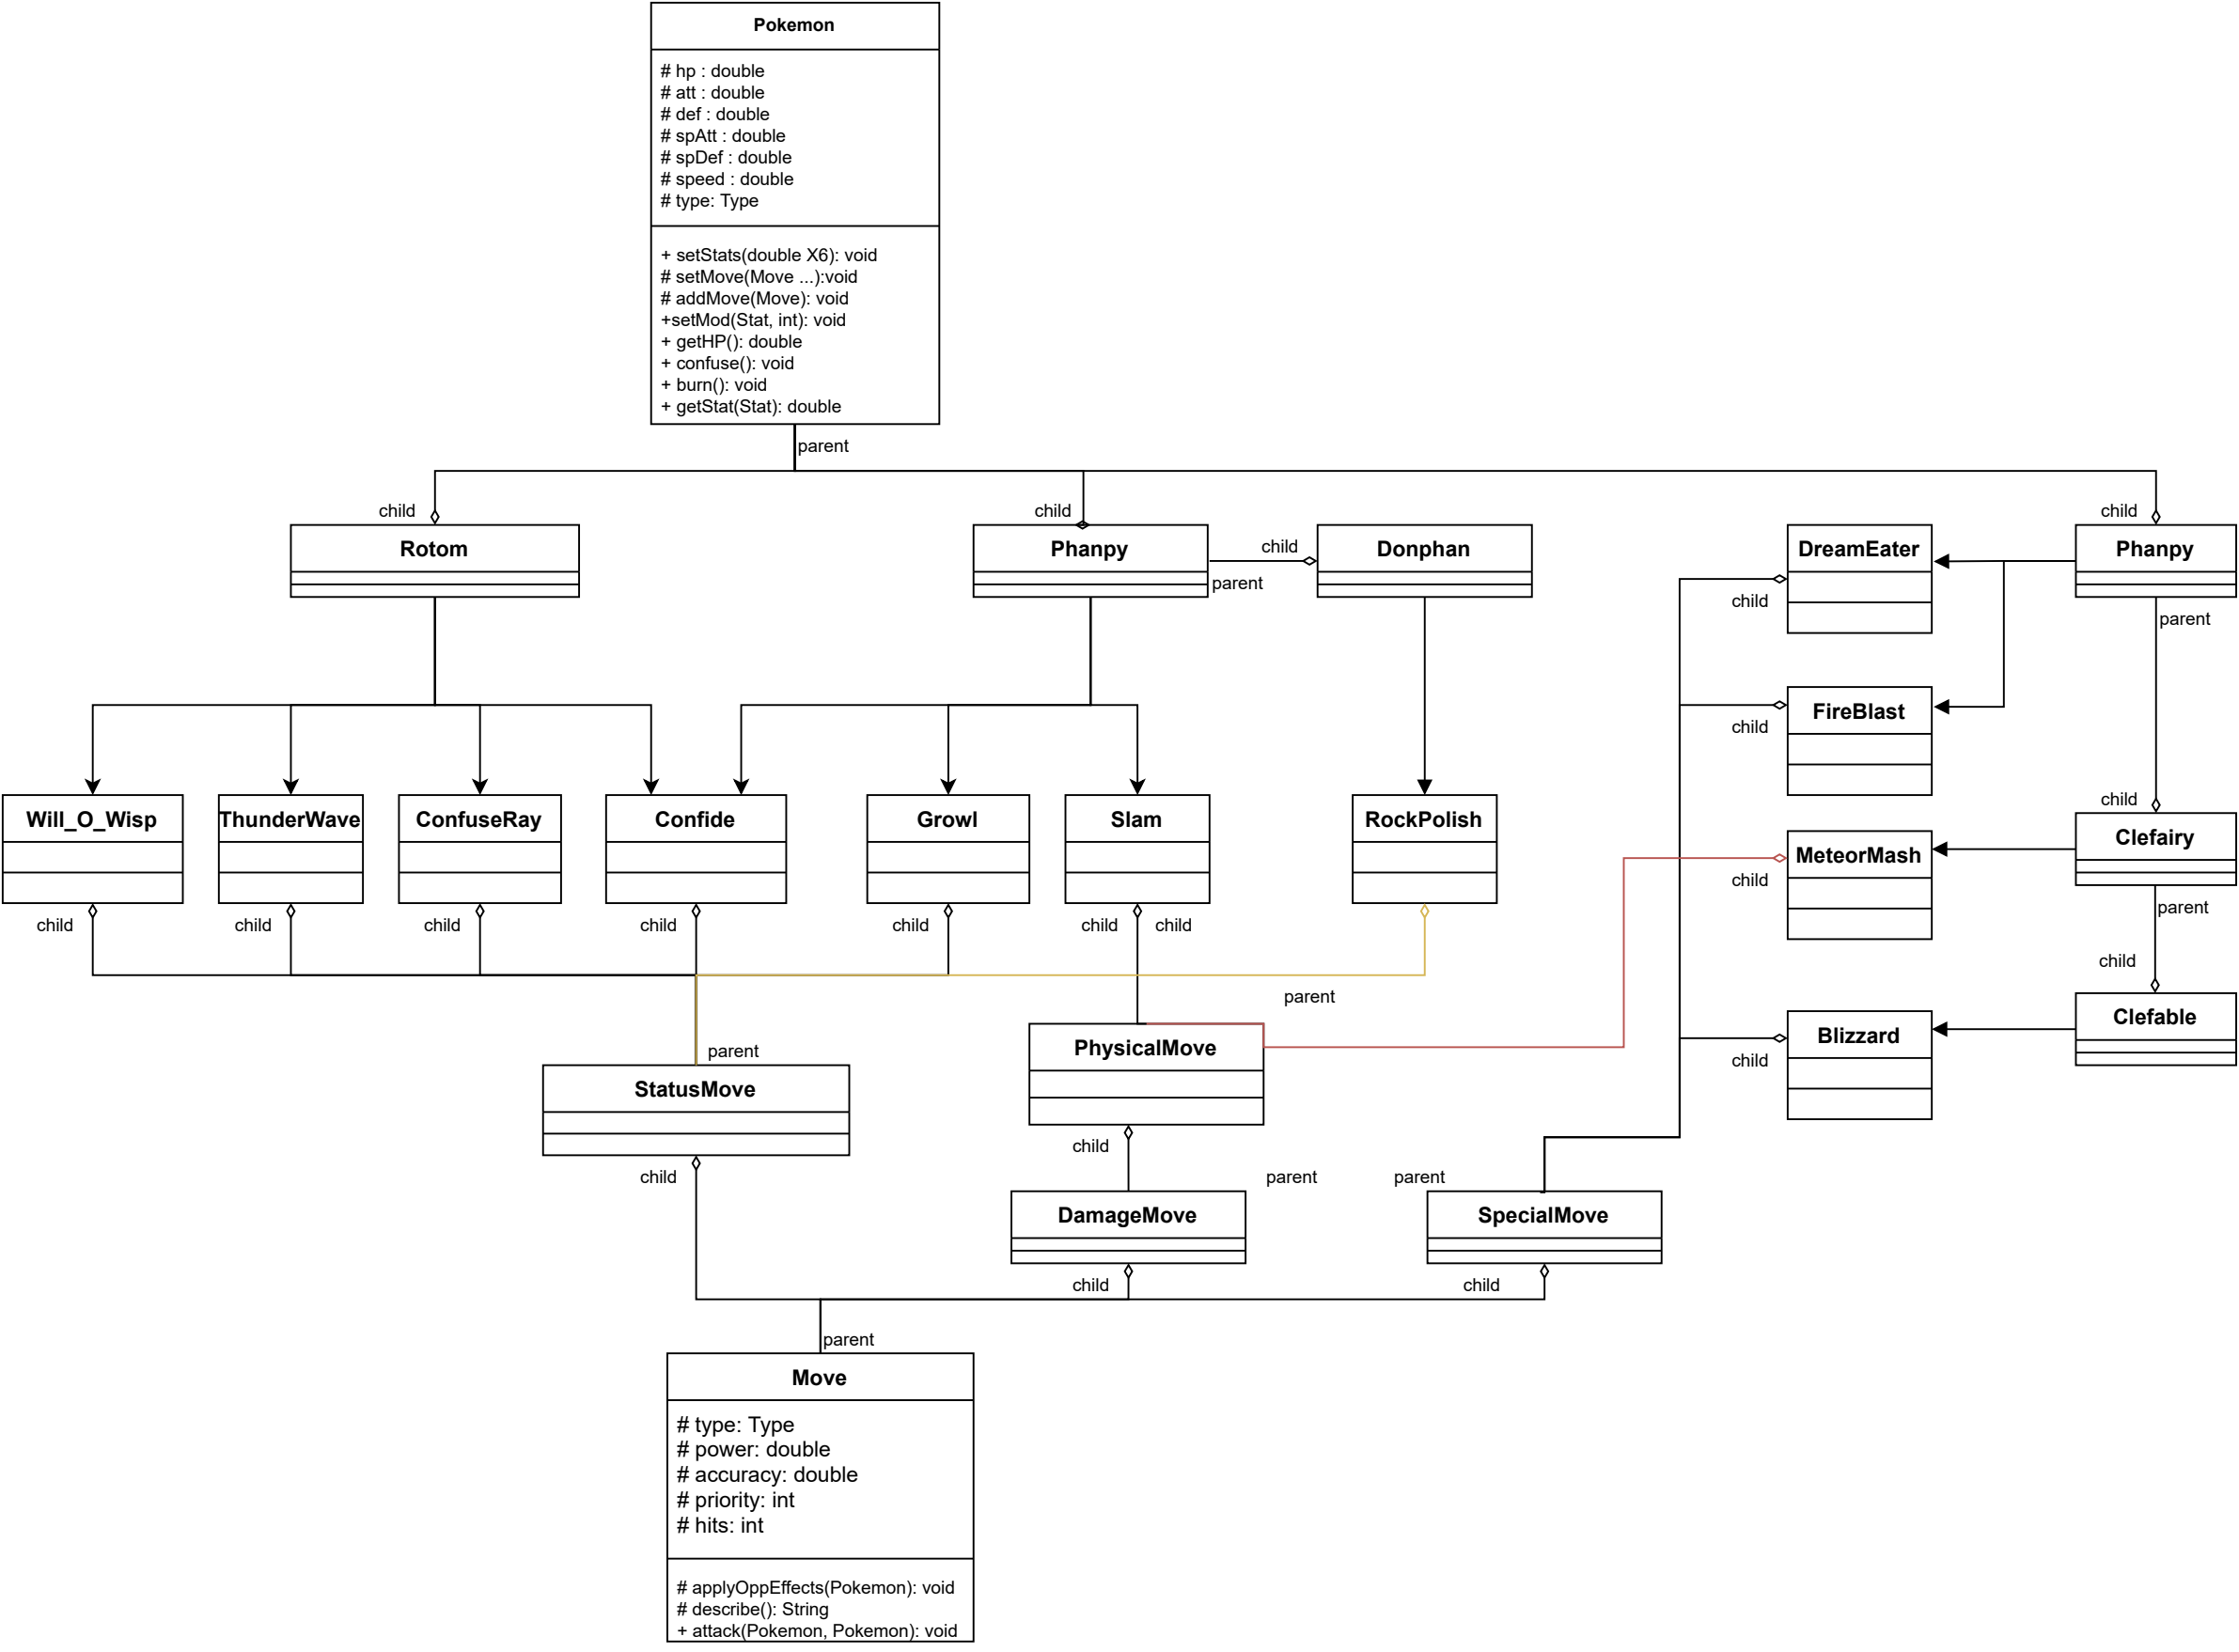 Pokemon
# hp : double
# att : double
# def : double
# spAtt : double
# spDef : double
# speed : double
# type: Type
+ setStats(double X6): void
# setMove(Move ...):void
# addMove(Move): void
+setMod(Stat, int): void
+ getHP(): double
+ confuse(): void
+ burn(): void
+ getStat(Stat): double
parent
child
child
child
Rotom
Phanpy
child
parent
Donphan
DreamEater
child
Phanpy
parent
FireBlast
child
child
Will_O_Wisp
ThunderWave
ConfuseRay
Confide
Growl
Slam
RockPolish
MeteorMash
child
Clefairy
parent
child
child
child
child
child
child
child
child
child
parent
parent
StatusMove
child
PhysicalMove
child
Blizzard
child
Clefable
parent
parent
DamageMove
child
SpecialMove
child
parent
Move
# type: Type
# power: double
# accuracy: double
# priority: int
# hits: int
# applyOppEffects(Pokemon): void
# describe(): String
+ attack(Pokemon, Pokemon): void